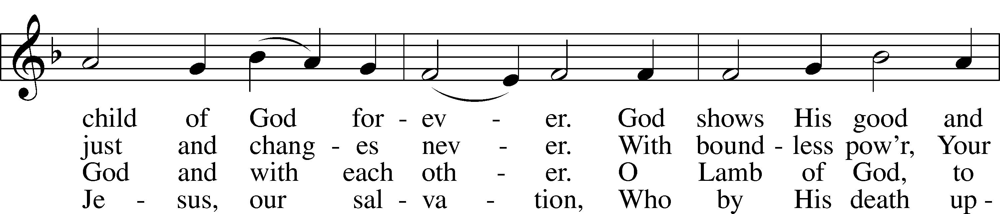 child of God for - ev - er. God shows His good and
just and chang - es nev - er. With bound - less pow'r, Your
God and with each oth - er. O Lamb of God, to
Je - sus, our sal - va - tion, Who by His death up -